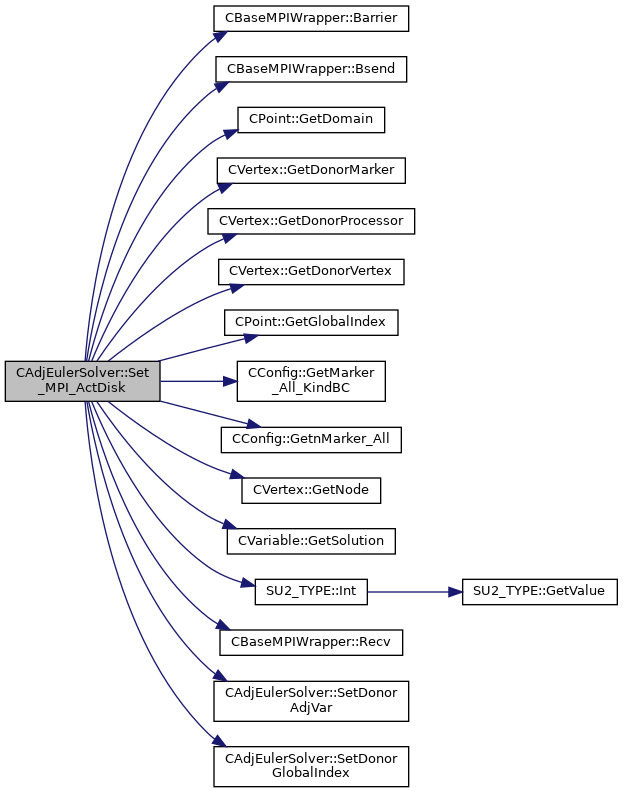 CBaseMPIWrapper::Barrier
CBaseMPIWrapper::Bsend
CPoint::GetDomain
CVertex::GetDonorMarker
CVertex::GetDonorProcessor
CVertex::GetDonorVertex
CPoint::GetGlobalIndex
CAdjEulerSolver::Set
_MPI_ActDisk
CConfig::GetMarker
_All_KindBC
CConfig::GetnMarker_All
CVertex::GetNode
CVariable::GetSolution
SU2_TYPE::Int
SU2_TYPE::GetValue
CBaseMPIWrapper::Recv
CAdjEulerSolver::SetDonor
AdjVar
CAdjEulerSolver::SetDonor
GlobalIndex